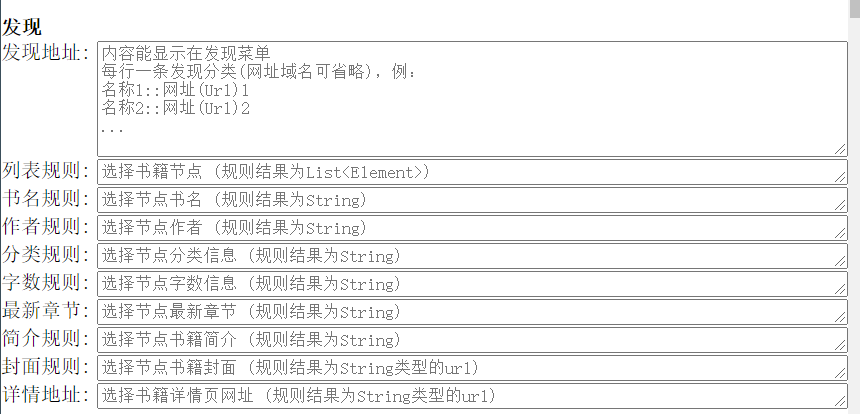 发现
发现地址: 内容能显示在发现菜单
每行一条发现分类(网址域名可省略), 例:
名称1::网址(Url)1
名称2::网址(Url)2
...
列表规则: 选择书籍节点 (规则结果为List<Element>)
书名规则: 选择节点书名 (规则结果为String)
作者规则: 选择节点作者 (规则结果为String)
分类规则: 选择节点分类信息 (规则结果为String)
字数规则: 选择节点字数信息 (规则结果为String)
最新章节: 选择节点最新章节 (规则结果为String)
简介规则: 选择节点书籍简介 (规则结果为String)
封面规则: 选择节点书籍封面 (规则结果为String类型的url)
详情地址: 选择书籍详情页网址 (规则结果为String类型的url)